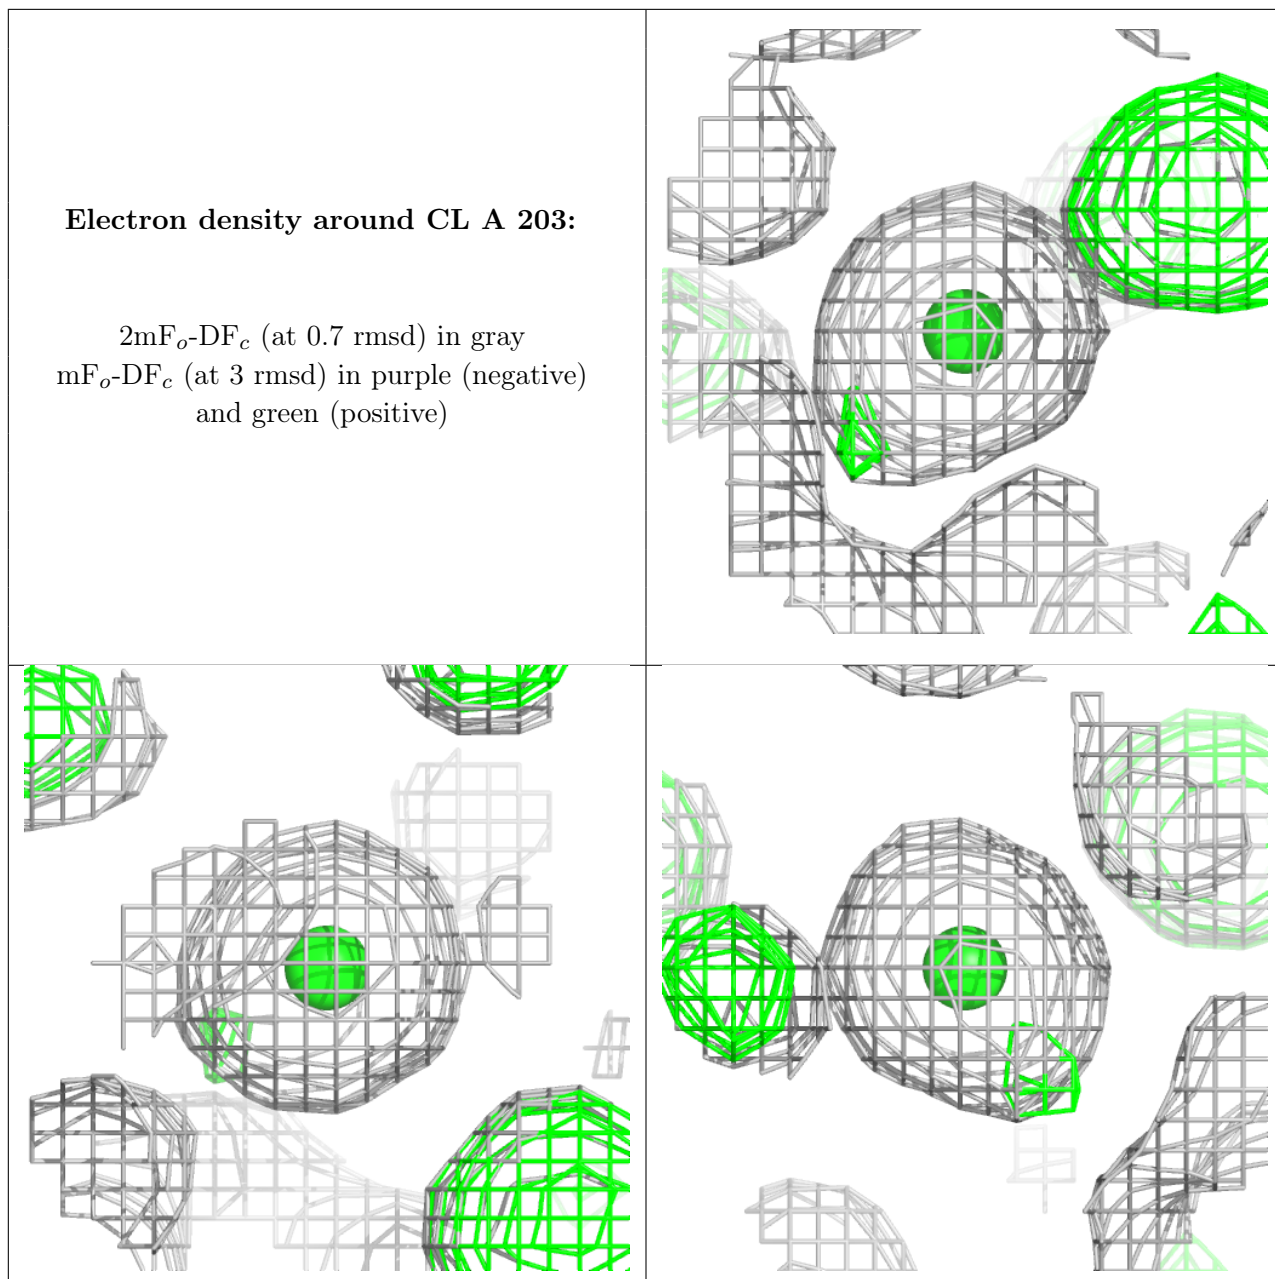 Electron density around CL A 203:
2mFₒ-DF𝒸 (at 0.7 rmsd) in gray
mFₒ-DF𝒸 (at 3 rmsd) in purple (negative)
and green (positive)